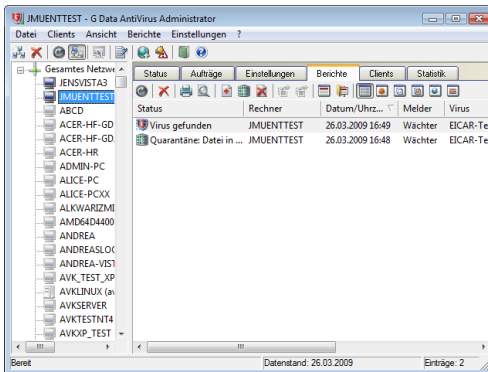 JMUENTTEST - G Data AntiVirus Administrator
Datei Clients Ansicht Berichte Einstellungen ?
Gesamtes Netzwe
JENSVISTA3
JMUENTTEST
ABCD
ACER-HF-GD
ACER-HF-GD
ACER-HR
ADMIN-PC
ALICE-PC
ALICE-PCXX
ALKWARIZMI
AMD64D4400
ANDREA
ANDREASLOG
ANDREA-VIST
AVK_TEST_XP
AVKLINUX (av
AVKSERVER
AVKTESTNT4
AVKXP_TEST
Status Aufträge Einstellungen Berichte Clients Statistik
Status Rechner Datum/Uhrz... Melder Virus
Virus gefunden JMUENTTEST 26.03.2009 16:49 Wächter EICAR-Te
Quarantäne: Datei in ... JMUENTTEST 26.03.2009 16:48 Wächter EICAR-Te
Bereit Datenstand: 26.03.2009 Einträge: 2